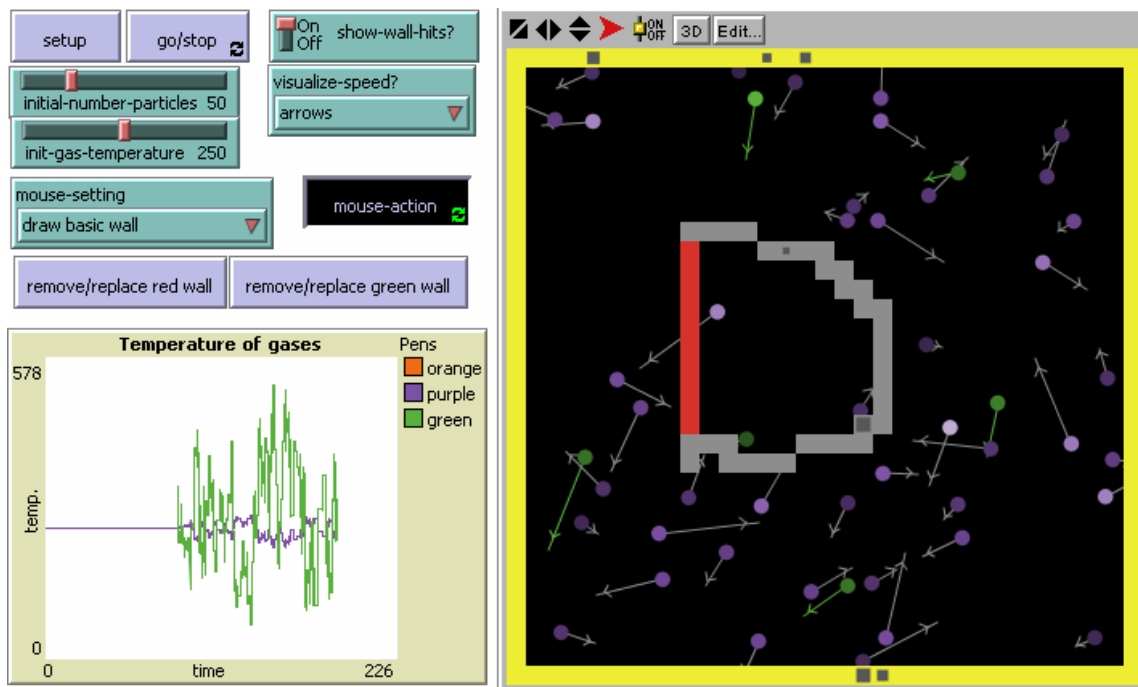 setup
go/stop
On
Off
show-wall-hits?
initial-number-particles 50
init-gas-temperature 250
visualize-speed?
arrows
mouse-setting
draw basic wall
mouse-action
remove/replace red wall
remove/replace green wall
Temperature of gases
Pens
orange
purple
green
578
temp.
0
0
time
226
ON
OFF
3D
Edit...